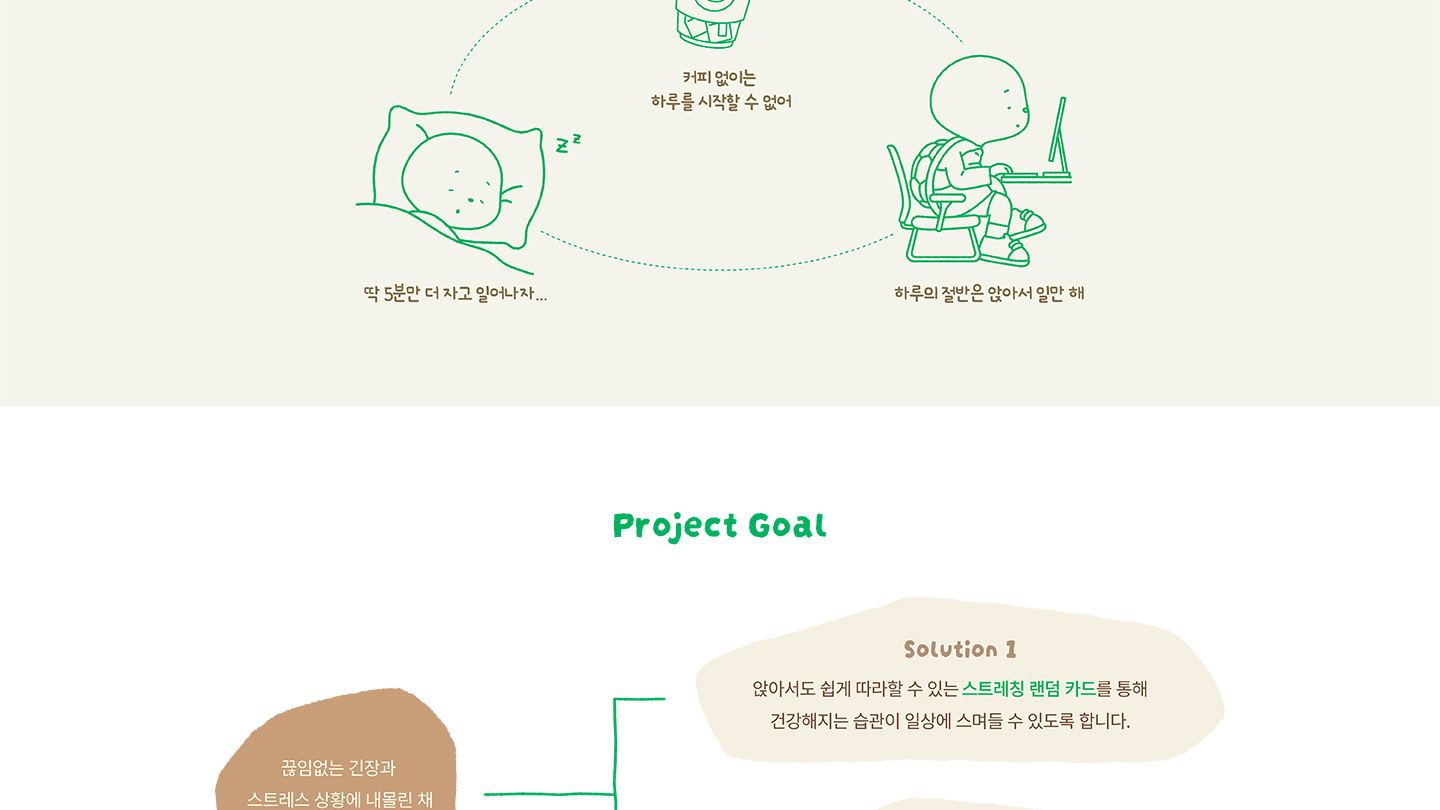 커피 없이는
하루를 시작할 수 없어
z z
딱 5분만 더 자고 일어나자...
하루의 절반은 앉아서 일만 해
Project Goal
Solution 1
앉아서도 쉽게 따라할 수 있는 스트레칭 랜덤 카드를 통해
건강해지는 습관이 일상에 스며들 수 있도록 합니다.
끊임없는 긴장과
스트레스 상황에 내몰린 채